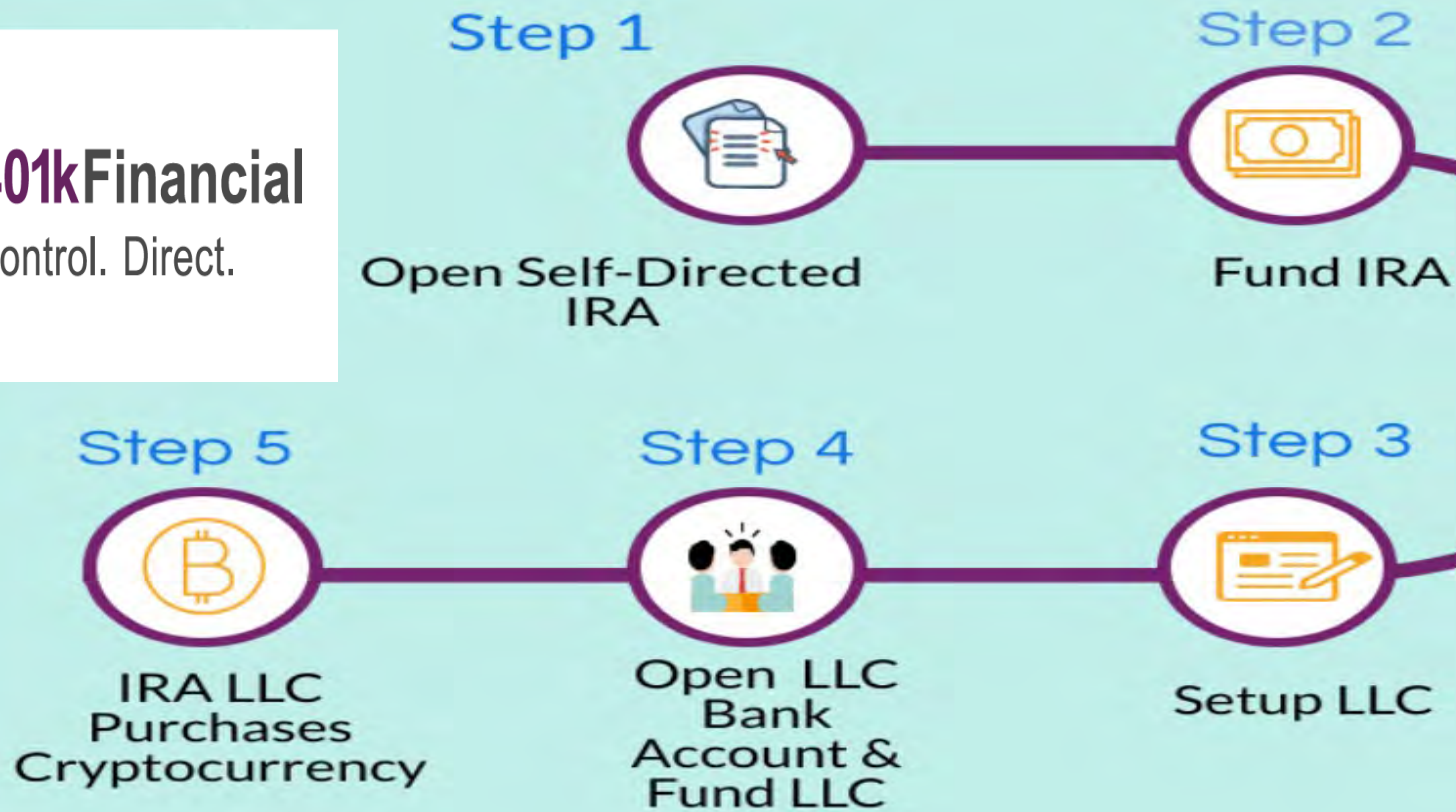 Step 1
Step 2
01kFinancial
ontrol. Direct.
Open Self-Directed
IRA
Fund IRA
Step 5
Step 4
Step 3
IRA LLC
Purchases
Cryptocurrency
Open LLC
Bank
Account &
Fund LLC
Setup LLC